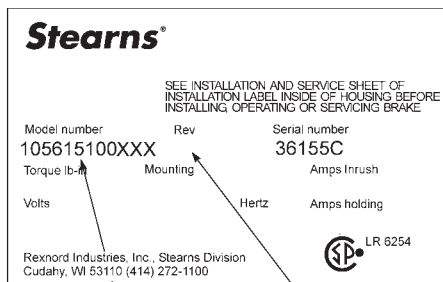 Stearns®
SEE INSTALLATION AND SERVICE SHEET OF
INSTALLATION LABEL INSIDE OF HOUSING BEFORE
INSTALLING, OPERATING OR SERVICING BRAKE
Model number Rev Serial number
105615100XXX 36155C
Torque lb-in Mounting Amps Inrush
Volts Hertz Amps holding
LR 6254
Rexnord Industries, Inc., Stearns Division
Cudahy, WI 53110 (414) 272-1100